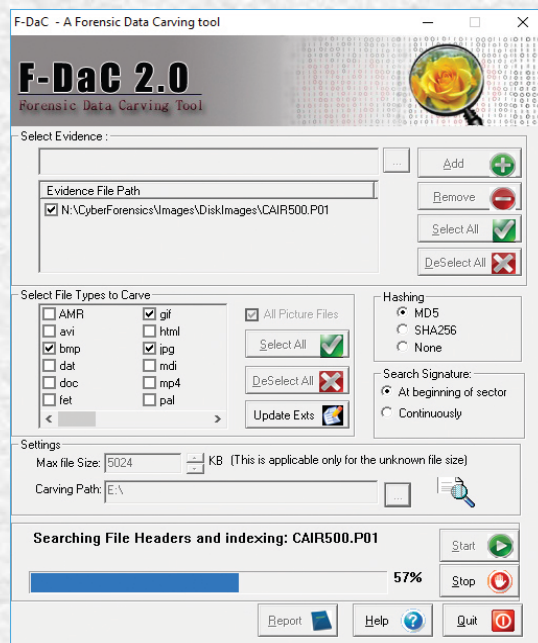 F-DaC - A Forensic Data Carving tool
F-DaC 2.0
Forensic Data Carving Tool
Select Evidence :
... Add
Evidence File Path
N:\CyberForensics\Images\DiskImages\CAIR500.P01
Remove
Select All
DeSelect All
Select File Types to Carve
AMR gif
avi html
bmp jpg
dat mdi
doc mp4
fet pal
All Picture Files
Select All
DeSelect All
Update Exts
Hashing
MD5
SHA256
None
Search Signature:
At beginning of sector
Continuously
Settings
Max file Size: 5024 KB (This is applicable only for the unknown file size)
Carving Path: E:\ ...
Searching File Headers and indexing: CAIR500.P01
57%
Start
Stop
Report Help Quit